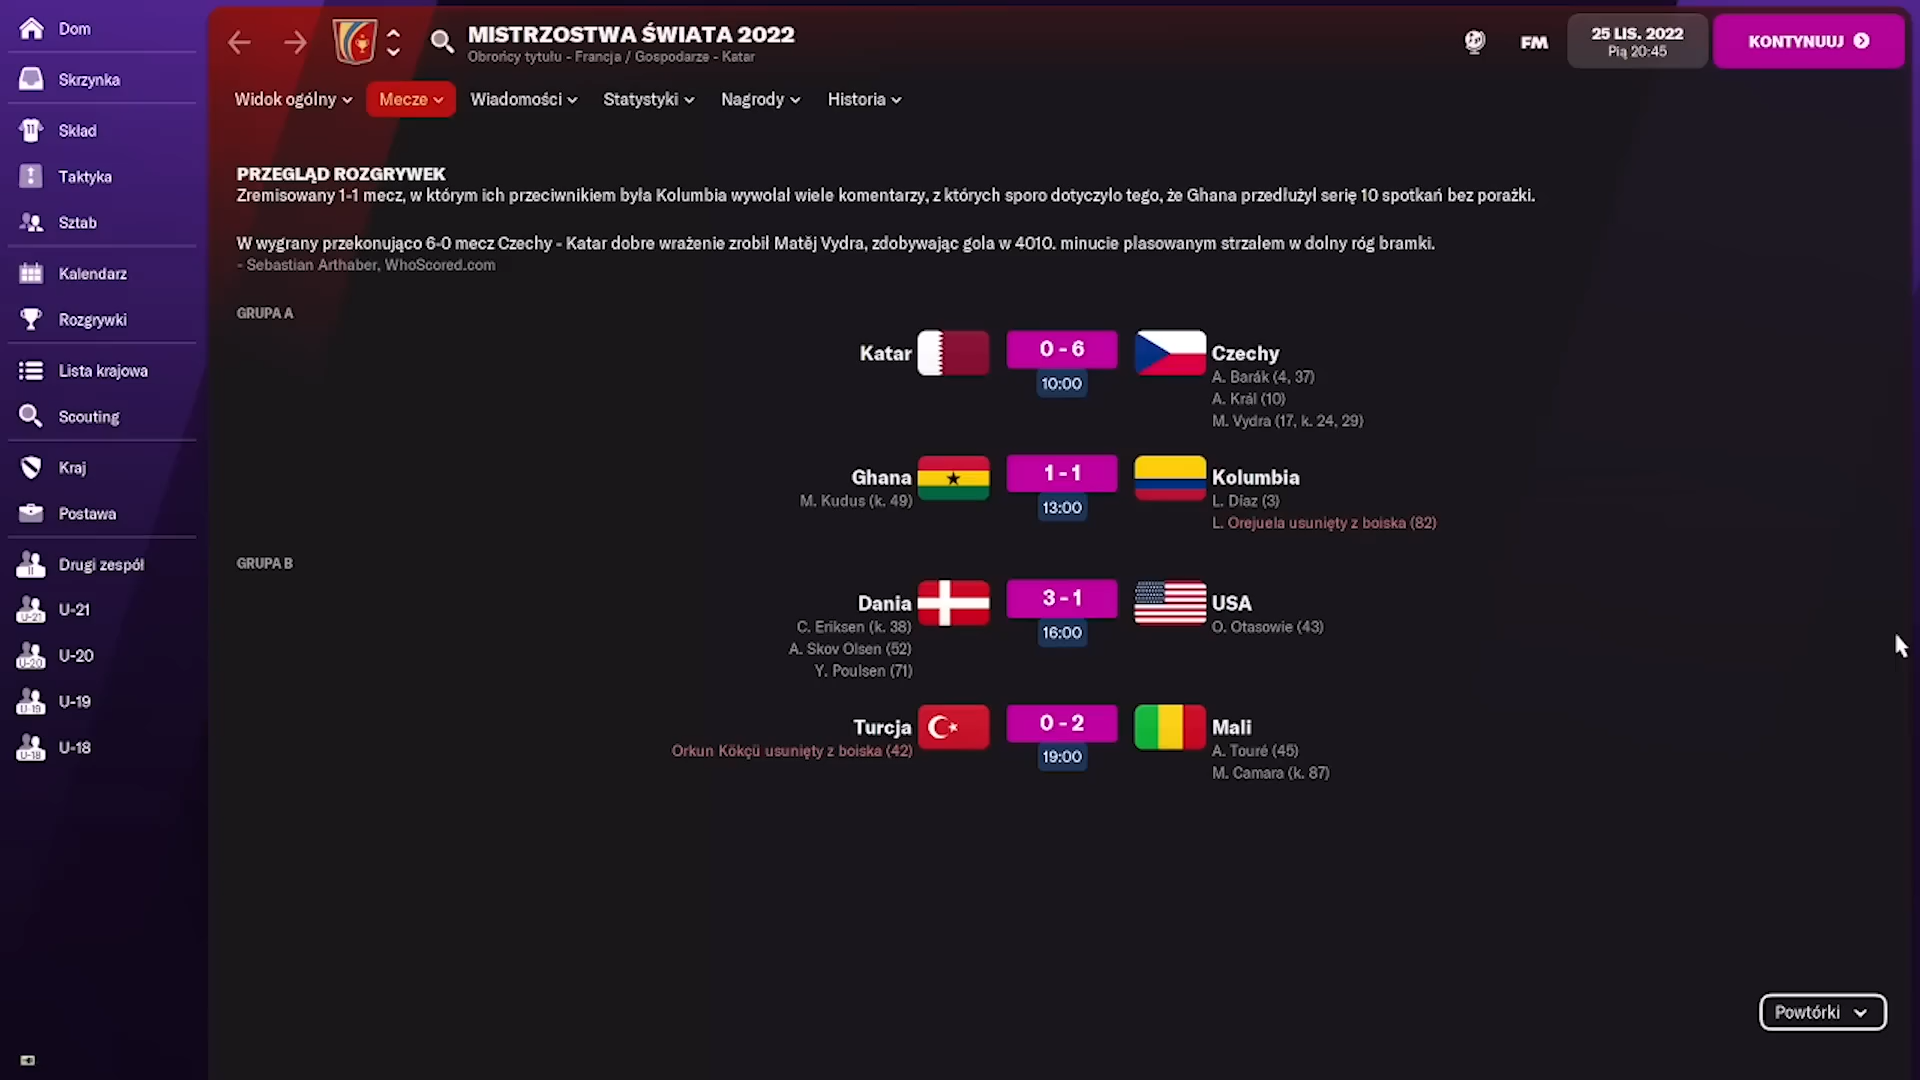 Dom
Skrzynka
Skład
Taktyka
Sztab
Kalendarz
Rozgrywki
Lista krajowa
Scouting
Kraj
Postawa
Drugi zespół
U-21
U-21
U-20
U-20
U-19
U-19
U-18
U-18
MISTRZOSTWA ŚWIATA 2022
Obrońcy tytułu - Francja / Gospodarze - Katar
FM
25 LIS. 2022
Pią 20:45
KONTYNUUJ
Widok ogólny
Mecze
Wiadomości
Statystyki
Nagrody
Historia
PRZEGLĄD ROZGRYWEK
Zremisowany 1-1 mecz, w którym ich przeciwnikiem była Kolumbia wywołał wiele komentarzy, z których sporo dotyczyło tego, że Ghana przedłużył serię 10 spotkań bez porażki.
W wygrany przekonująco 6-0 mecz Czechy - Katar dobre wrażenie zrobił Matěj Vydra, zdobywając gola w 4010. minucie plasowanym strzałem w dolny róg bramki.
- Sebastian Arthaber, WhoScored.com
GRUPA A
Katar 0 - 6 Czechy
10:00
A. Barák (4, 37)
A. Král (10)
M. Vydra (17, k. 24, 29)
Ghana 1 - 1 Kolumbia
M. Kudus (k. 49) 13:00 L. Díaz (3)
L. Orejuela usunięty z boiska (82)
GRUPA B
Dania 3 - 1 USA
C. Eriksen (k. 38) 16:00 O. Otasowie (43)
A. Skov Olsen (52)
Y. Poulsen (71)
Turcja 0 - 2 Mali
Orkun Kökçü usunięty z boiska (42) 19:00 A. Touré (45)
M. Camara (k. 87)
Powtórki